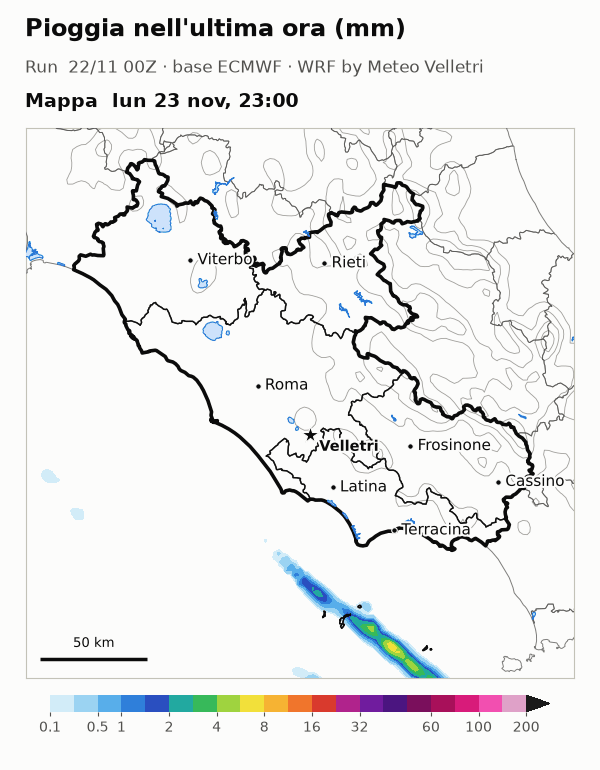 Pioggia nell'ultima ora (mm)
Run  22/11 00Z · base ECMWF · WRF by Meteo Velletri
Mappa  lun 23 nov, 23:00
Viterbo
Rieti
Roma
Velletri
Frosinone
Latina
Cassino
Terracina
50 km
0.1 0.5 1 2 4 8 16 32 60 100 200